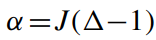 α = J(Δ−1)